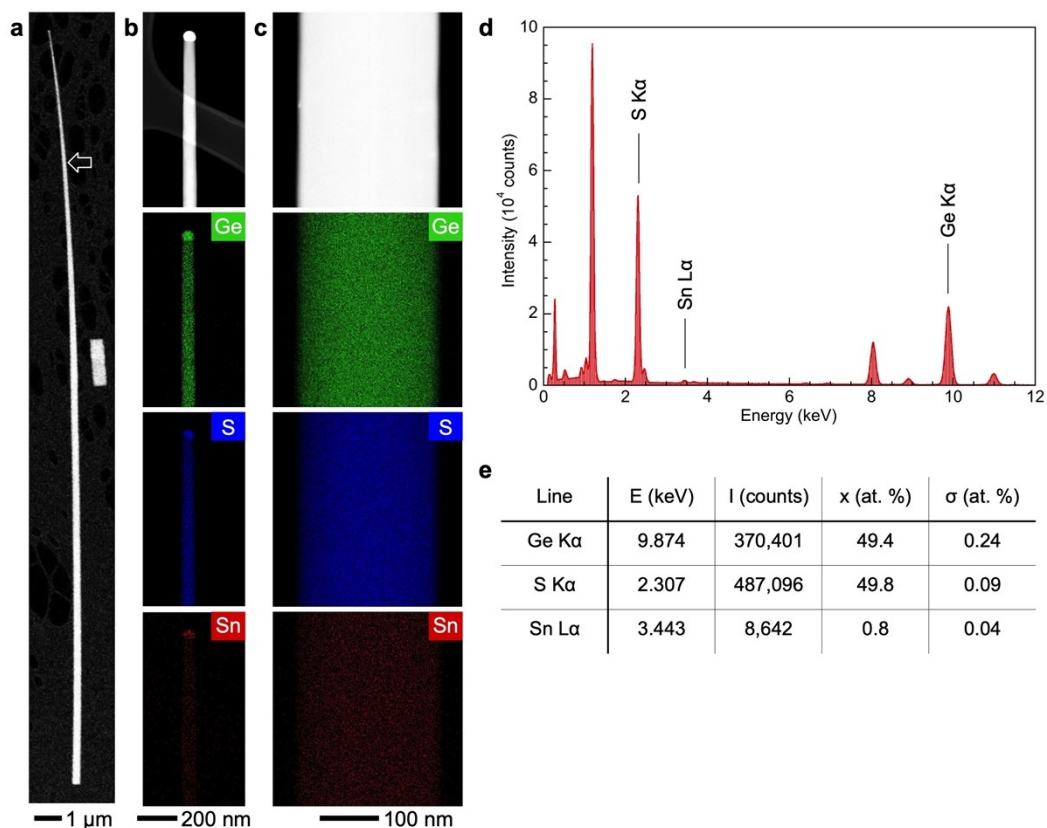 a
b
c
d
Ge
Ge
S
S
Sn
Sn
1 µm
200 nm
100 nm
10
8
6
4
2
0
Intensity (10⁴ counts)
S Kα
Sn Lα
Ge Kα
0
2
4
6
8
10
12
Energy (keV)
e
Line E (keV) I (counts) x (at. %) σ (at. %)
Ge Kα 9.874 370,401 49.4 0.24
S Kα 2.307 487,096 49.8 0.09
Sn Lα 3.443 8,642 0.8 0.04